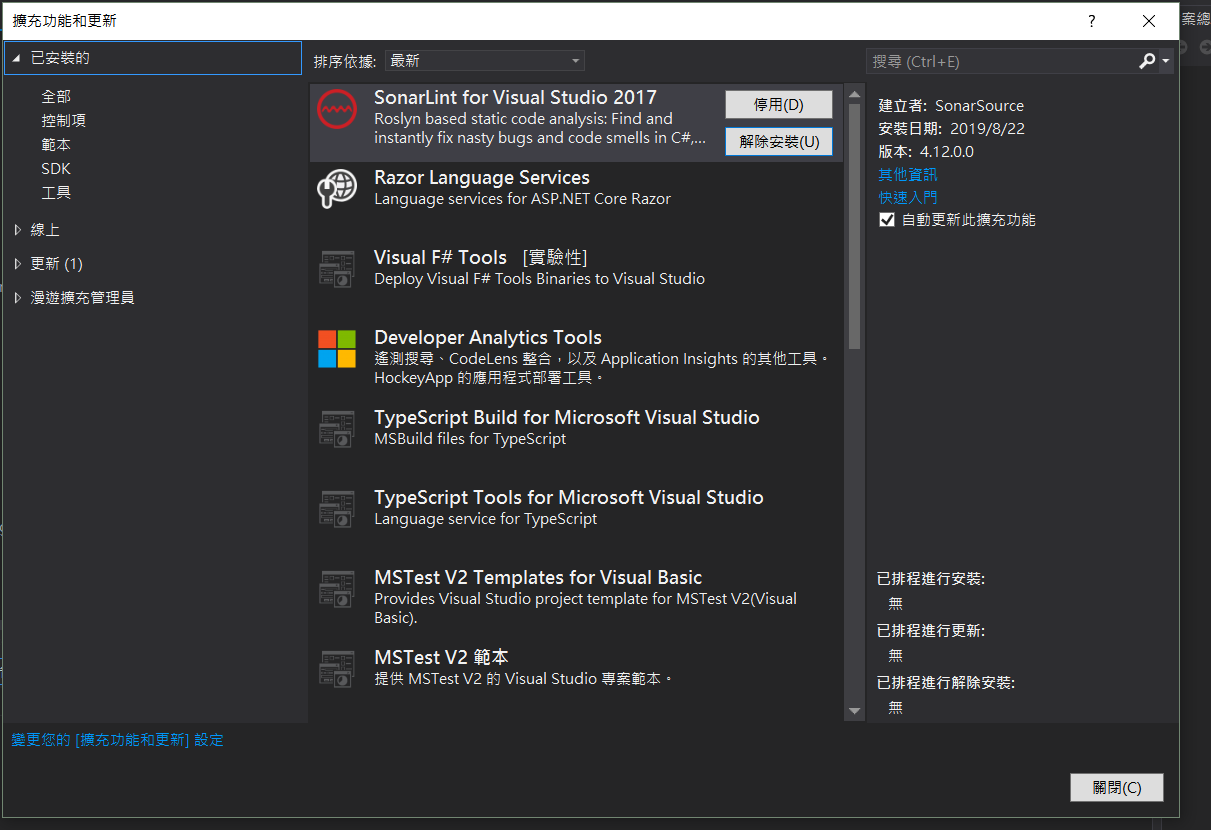 擴充功能和更新
案總
已安裝的
全部
控制項
範本
SDK
工具
線上
更新 (1)
漫遊擴充管理員
排序依據: 最新
SonarLint for Visual Studio 2017
Roslyn based static code analysis: Find and
instantly fix nasty bugs and code smells in C#,...
停用(D)
解除安裝(U)
Razor Language Services
Language services for ASP.NET Core Razor
Visual F# Tools [實驗性]
Deploy Visual F# Tools Binaries to Visual Studio
Developer Analytics Tools
遙測搜尋、CodeLens 整合，以及 Application Insights 的其他工具。
HockeyApp 的應用程式部署工具。
TypeScript Build for Microsoft Visual Studio
MSBuild files for TypeScript
TypeScript Tools for Microsoft Visual Studio
Language service for TypeScript
MSTest V2 Templates for Visual Basic
Provides Visual Studio project template for MSTest V2(Visual
Basic).
MSTest V2 範本
提供 MSTest V2 的 Visual Studio 專案範本。
搜尋 (Ctrl+E)
建立者: SonarSource
安裝日期: 2019/8/22
版本: 4.12.0.0
其他資訊
快速入門
自動更新此擴充功能
已排程進行安裝:
無
已排程進行更新:
無
已排程進行解除安裝:
無
變更您的 [擴充功能和更新] 設定
關閉(C)